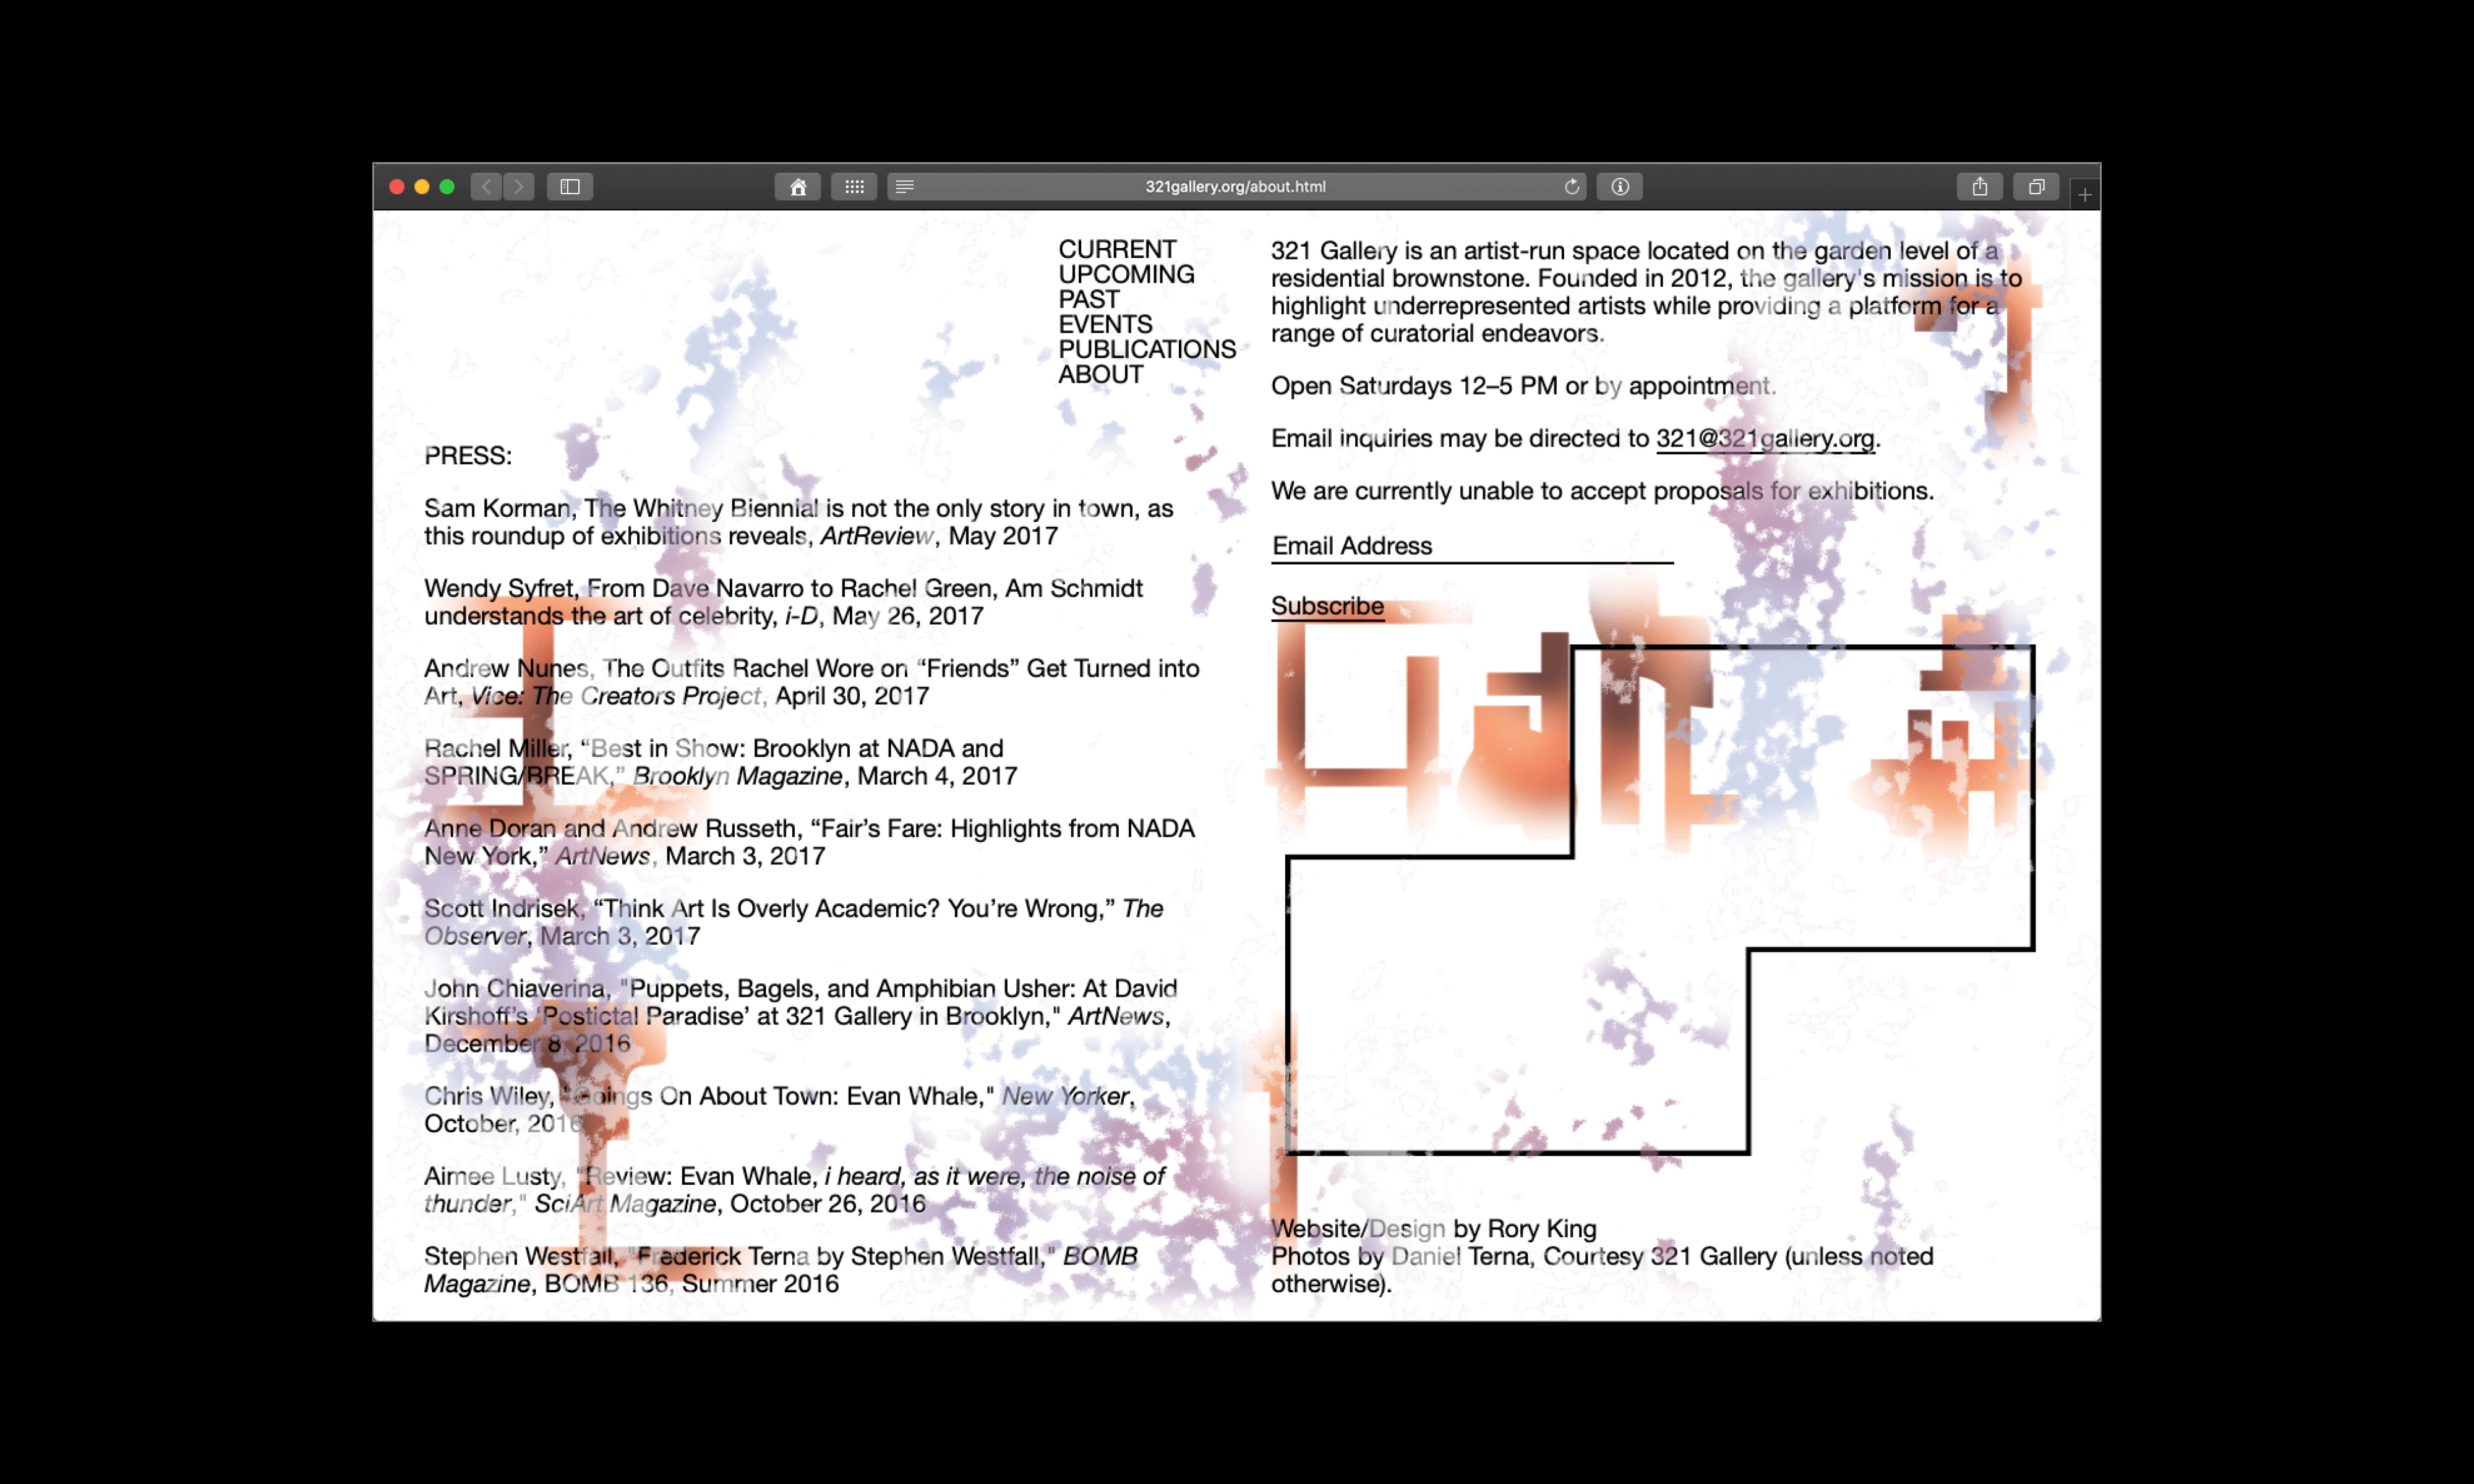 321gallery.org/about.html
CURRENT
UPCOMING
PAST
EVENTS
PUBLICATIONS
ABOUT
PRESS:
Sam Korman, The Whitney Biennial is not the only story in town, as
this roundup of exhibitions reveals, ArtReview, May 2017
Wendy Syfret, From Dave Navarro to Rachel Green, Am Schmidt
understands the art of celebrity, i-D, May 26, 2017
Andrew Nunes, The Outfits Rachel Wore on “Friends” Get Turned into
Art, Vice: The Creators Project, April 30, 2017
Rachel Miller, “Best in Show: Brooklyn at NADA and
SPRING/BREAK,” Brooklyn Magazine, March 4, 2017
Anne Doran and Andrew Russeth, “Fair’s Fare: Highlights from NADA
New York,” ArtNews, March 3, 2017
Scott Indrisek, “Think Art Is Overly Academic? You’re Wrong,” The
Observer, March 3, 2017
John Chiaverina, "Puppets, Bagels, and Amphibian Usher: At David
Kirshoff’s ‘Postictal Paradise’ at 321 Gallery in Brooklyn," ArtNews,
December 8, 2016
Chris Wiley, "Goings On About Town: Evan Whale," New Yorker,
October, 2016
Aimee Lusty, "Review: Evan Whale, i heard, as it were, the noise of
thunder," SciArt Magazine, October 26, 2016
Stephen Westfall, "Frederick Terna by Stephen Westfall," BOMB
Magazine, BOMB 136, Summer 2016
321 Gallery is an artist-run space located on the garden level of a
residential brownstone. Founded in 2012, the gallery's mission is to
highlight underrepresented artists while providing a platform for a
range of curatorial endeavors.
Open Saturdays 12–5 PM or by appointment.
Email inquiries may be directed to 321@321gallery.org.
We are currently unable to accept proposals for exhibitions.
Email Address
Subscribe
Website/Design by Rory King
Photos by Daniel Terna, Courtesy 321 Gallery (unless noted
otherwise).